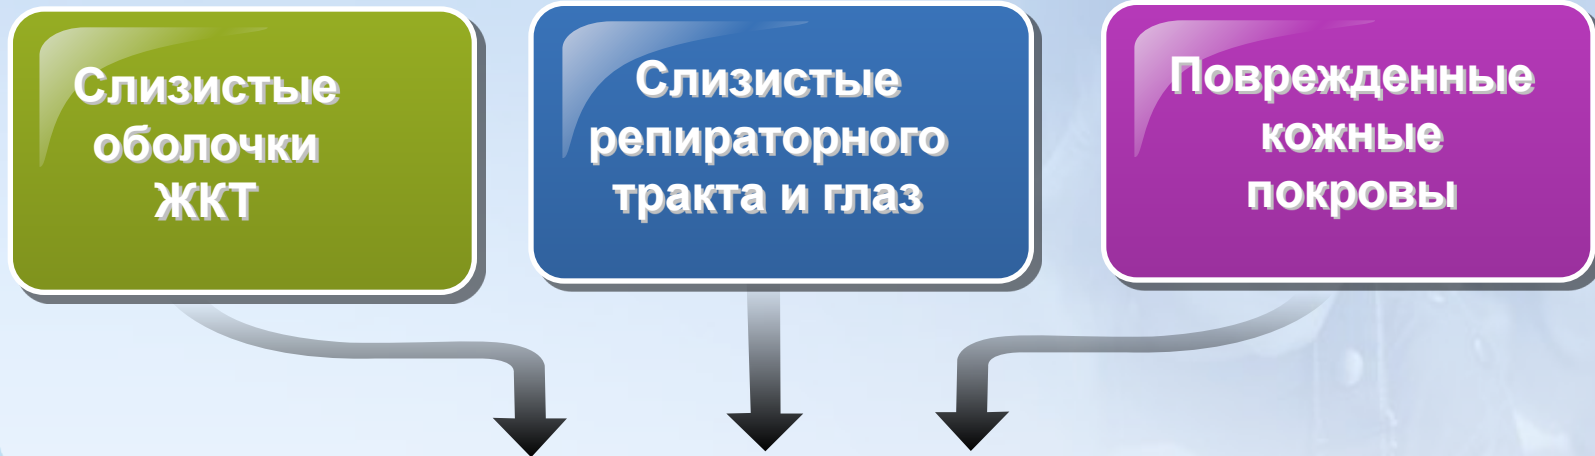 Слизистые
оболочки
ЖКТ
Слизистые
репираторного
тракта и глаз
Поврежденные
кожные
покровы